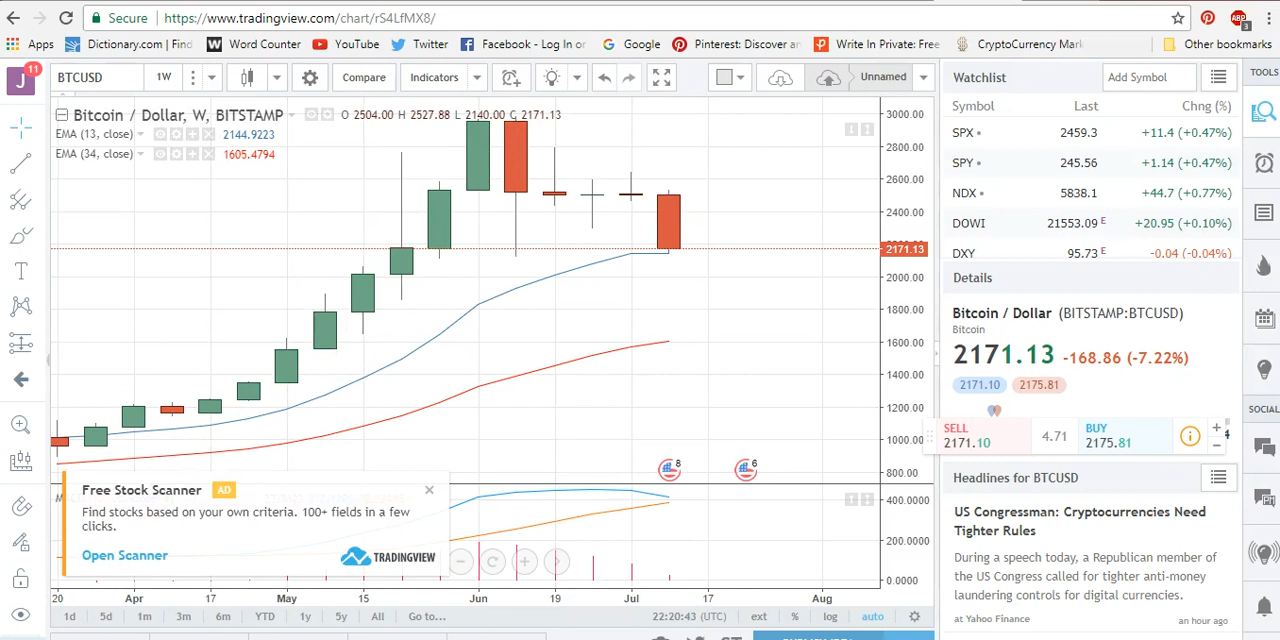 Secure https://www.tradingview.com/chart/rS4LfMX8/
ABP
3
Apps Dictionary.com | Find W Word Counter YouTube Twitter Facebook - Log In or Google Pinterest: Discover an Write In Private: Free CryptoCurrency Mark Other bookmarks
J 11 BTCUSD 1W Compare Indicators Unnamed
Bitcoin / Dollar, W, BITSTAMP O 2504.00 H 2527.88 L 2140.00 C 2171.13
EMA (13, close) 2144.9223
EMA (34, close) 1605.4794
3000.00
2800.00
2600.00
2400.00
2171.13
2000.00
1800.00
1600.00
1400.00
1200.00
1000.00
800.00
400.0000
200.0000
0.0000
8 6
Free Stock Scanner AD
Find stocks based on your own criteria. 100+ fields in a few
clicks.
Open Scanner TRADINGVIEW
20 Apr 17 May 15 Jun 19 Jul 17 Aug
1d 5d 1m 3m 6m YTD 1y 5y All Go to... 22:20:43 (UTC) ext % log auto
Watchlist Add Symbol
Symbol Last Chng (%)
SPX 2459.3 +11.4 (+0.47%)
SPY 245.56 +1.14 (+0.47%)
NDX 5838.1 +44.7 (+0.77%)
DOWI 21553.09 E +20.95 (+0.10%)
DXY 95.73 E -0.04 (-0.04%)
Details
Bitcoin / Dollar (BITSTAMP:BTCUSD)
Bitcoin
2171.13 -168.86 (-7.22%)
2171.10 2175.81
SELL
2171.10
4.71
BUY
2175.81
Headlines for BTCUSD
US Congressman: Cryptocurrencies Need
Tighter Rules
During a speech today, a Republican member of
the US Congress called for tighter anti-money
laundering controls for digital currencies.
at Yahoo Finance an hour ago
TOOLS
SOCIAL